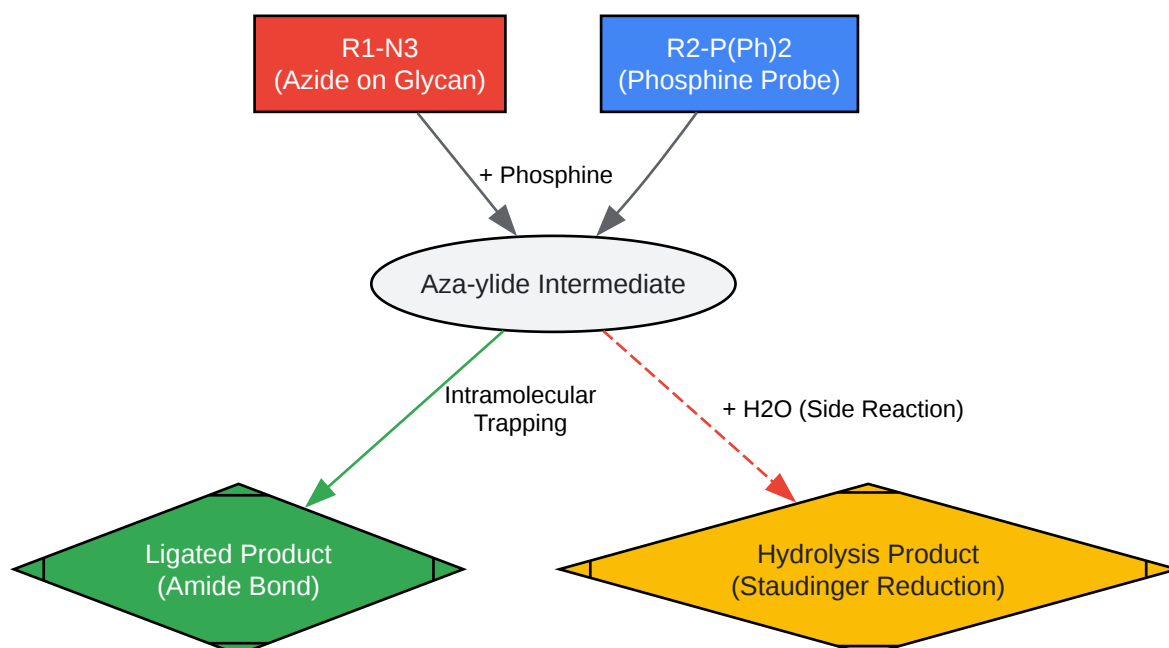 R1-N3
(Azide on Glycan)
R2-P(Ph)2
(Phosphine Probe)
+ Phosphine
Aza-ylide Intermediate
Intramolecular
Trapping
+ H2O (Side Reaction)
Ligated Product
(Amide Bond)
Hydrolysis Product
(Staudinger Reduction)